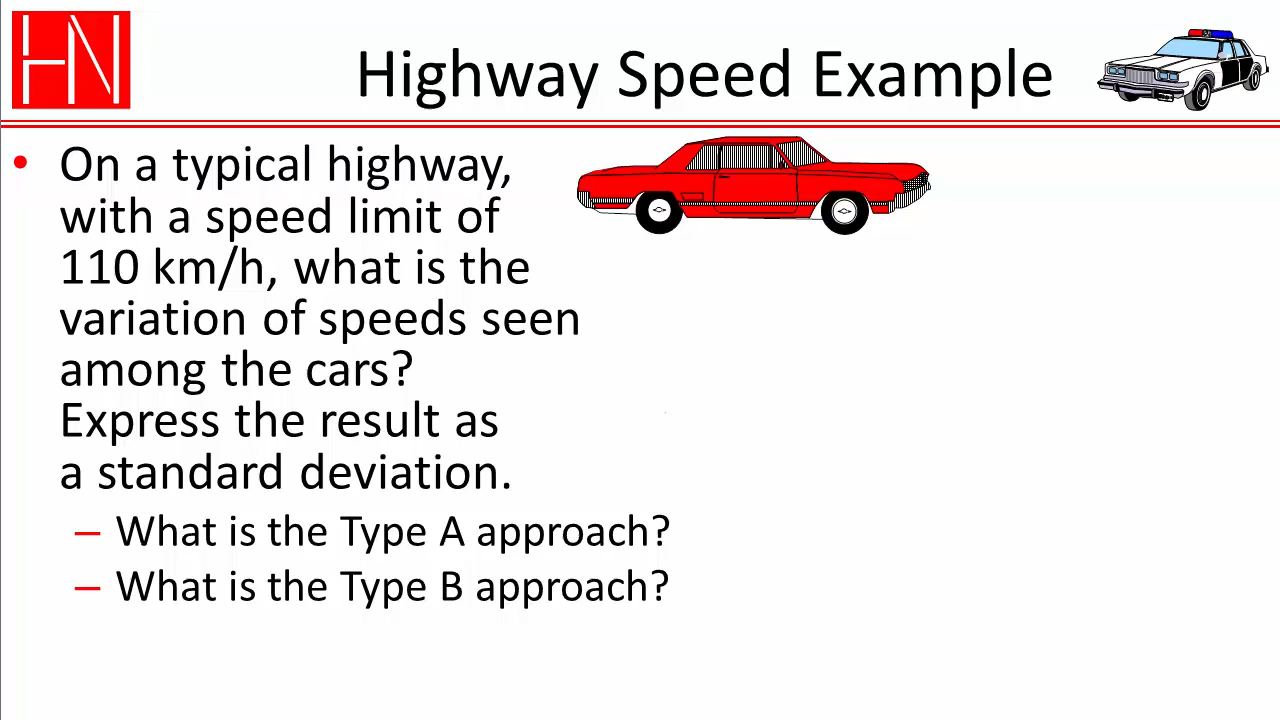 HN
Highway Speed Example
• On a typical highway,
with a speed limit of
110 km/h, what is the
variation of speeds seen
among the cars?
Express the result as
a standard deviation.
– What is the Type A approach?
– What is the Type B approach?